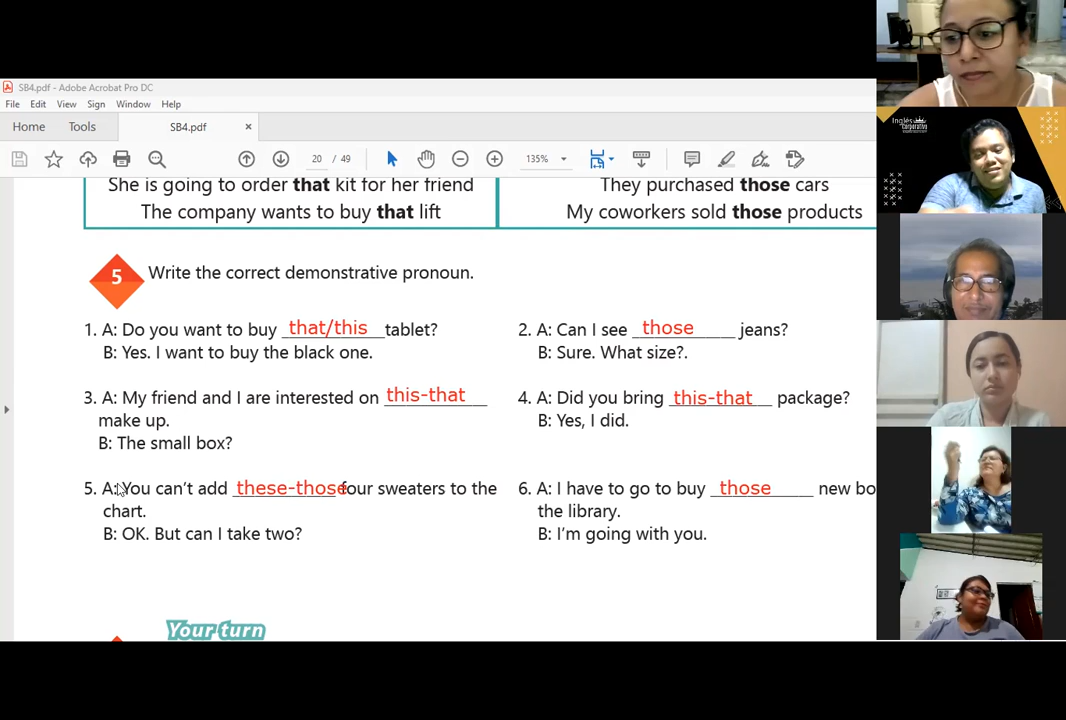 SB4.pdf - Adobe Acrobat Pro DC
File Edit View Sign Window Help
Home Tools SB4.pdf ×
20 / 49 135%
She is going to order that kit for her friend
The company wants to buy that lift
They purchased those cars
My coworkers sold those products
5 Write the correct demonstrative pronoun.
1. A: Do you want to buy that/this tablet?
B: Yes. I want to buy the black one.
2. A: Can I see those jeans?
B: Sure. What size?.
3. A: My friend and I are interested on this-that
make up.
B: The small box?
4. A: Did you bring this-that package?
B: Yes, I did.
5. A: You can't add these-those four sweaters to the
chart.
B: OK. But can I take two?
6. A: I have to go to buy those new bo
the library.
B: I'm going with you.
Your turn
Inglés
Corporativo